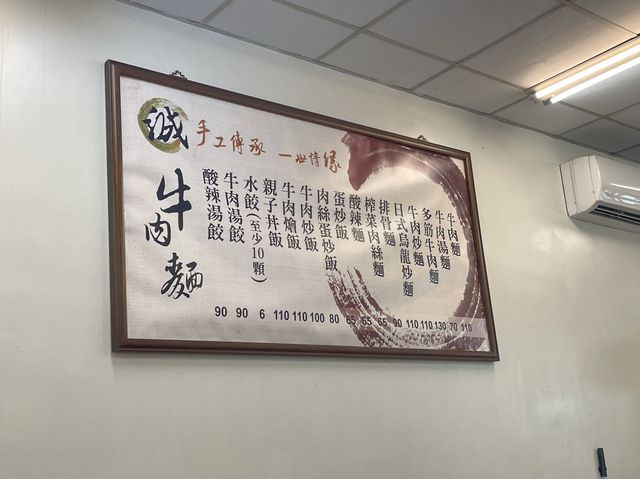 誠
手工傳承 一世情緣
牛肉麵
牛肉麵
牛肉湯麵
多筋牛肉麵
牛肉炒麵
日式烏龍炒麵
排骨麵
榨菜肉絲麵
酸辣麵
蛋炒飯
肉絲蛋炒飯
牛肉炒飯
牛肉燴飯
親子丼飯
水餃(至少10顆)
牛肉湯餃
酸辣湯餃
90 90 6 110 110 100 80 65 65 65 90 110 110 130 70 110